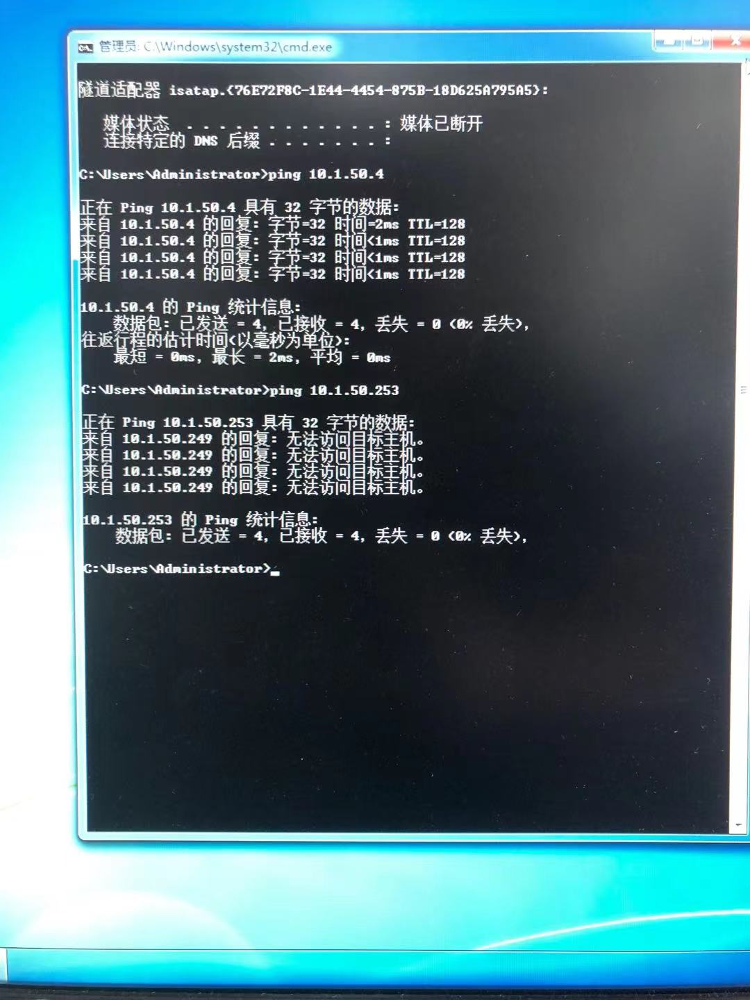 管理员: C:\Windows\system32\cmd.exe
隧道适配器 isatap.{76E72F8C-1E44-4454-875B-18D625A795A5}:
媒体状态 . . . . . . . . . . . . : 媒体已断开
连接特定的 DNS 后缀 . . . . . . . :
C:\Users\Administrator>ping 10.1.50.4
正在 Ping 10.1.50.4 具有 32 字节的数据:
来自 10.1.50.4 的回复: 字节=32 时间=2ms TTL=128
来自 10.1.50.4 的回复: 字节=32 时间<1ms TTL=128
来自 10.1.50.4 的回复: 字节=32 时间<1ms TTL=128
来自 10.1.50.4 的回复: 字节=32 时间<1ms TTL=128
10.1.50.4 的 Ping 统计信息:
数据包: 已发送 = 4, 已接收 = 4, 丢失 = 0 (0% 丢失),
往返行程的估计时间(以毫秒为单位):
最短 = 0ms, 最长 = 2ms, 平均 = 0ms
C:\Users\Administrator>ping 10.1.50.253
正在 Ping 10.1.50.253 具有 32 字节的数据:
来自 10.1.50.249 的回复: 无法访问目标主机。
来自 10.1.50.249 的回复: 无法访问目标主机。
来自 10.1.50.249 的回复: 无法访问目标主机。
来自 10.1.50.249 的回复: 无法访问目标主机。
10.1.50.253 的 Ping 统计信息:
数据包: 已发送 = 4, 已接收 = 4, 丢失 = 0 (0% 丢失),
C:\Users\Administrator>